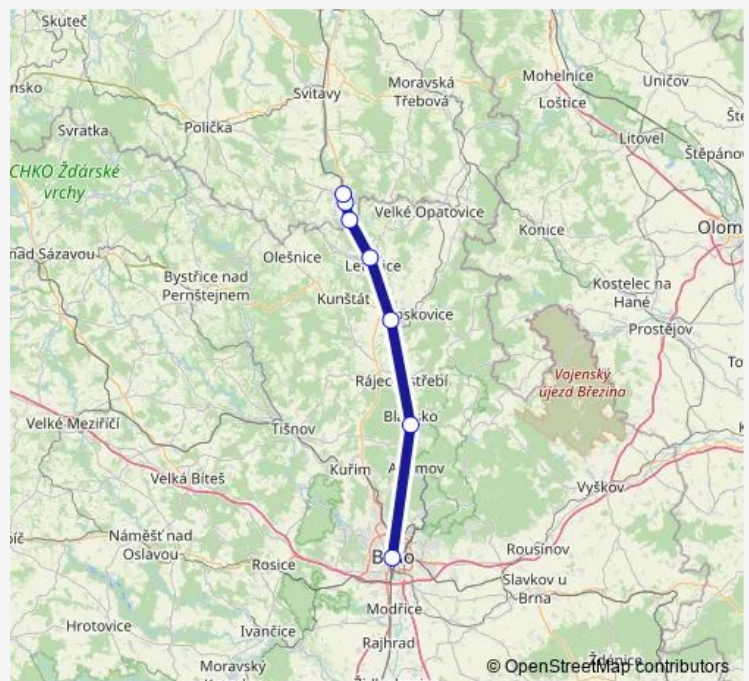 Skuteč
Mohelnice
Uničov
Moravská
Třebová
Svitavy
nsko
Loštice
Svratka
Polička
Litovel
CHKO Žďárské
vrchy
Velké Opatovice
Konice
Olom
nad Sázavou
Olešnice
Bystřice nad
Pernštejnem
Kunštát
Kostelec na
Hané
Prostějov
Vojenský
újezd Březina
Velké Meziříčí
Tišnov
Kuřim
Velká Bíteš
Vyškov
Náměšť nad
Oslavou
Rosice
Rousínov
Slavkov u
Brna
Modřice
Hrotovice
Ivančice
Rajhrad
Moravský
© OpenStreetMap contributors